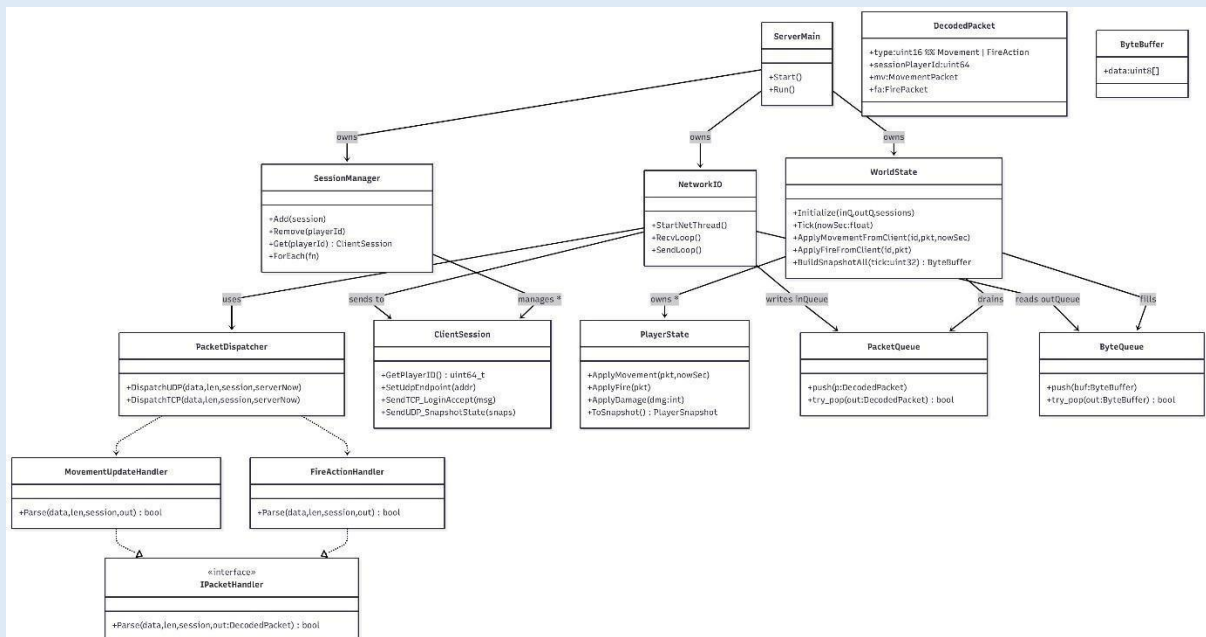 ServerMain
+Start()
+Run()
DecodedPacket
+type:uint16 %% Movement | FireAction
+sessionPlayerId:uint64
+mv:MovementPacket
+fa:FirePacket
ByteBuffer
+data:uint8[]
owns
owns
owns
SessionManager
+Add(session)
+Remove(playerId)
+Get(playerId) : ClientSession
+ForEach(fn)
NetworkIO
+StartNetThread()
+RecvLoop()
+SendLoop()
WorldState
+Initialize(inQ,outQ,sessions)
+Tick(nowSec:float)
+ApplyMovementFromClient(id,pkt,nowSec)
+ApplyFireFromClient(id,pkt)
+BuildSnapshotAll(tick:uint32) : ByteBuffer
uses
sends to
manages *
owns *
writes inQueue
drains
reads outQueue
fills
PacketDispatcher
+DispatchUDP(data,len,session,serverNow)
+DispatchTCP(data,len,session,serverNow)
ClientSession
+GetPlayerID() : uint64_t
+SetUdpEndpoint(addr)
+SendTCP_LoginAccept(msg)
+SendUDP_SnapshotState(snaps)
PlayerState
+ApplyMovement(pkt,nowSec)
+ApplyFire(pkt)
+ApplyDamage(dmg:int)
+ToSnapshot() : PlayerSnapshot
PacketQueue
+push(p:DecodedPacket)
+try_pop(out:DecodedPacket) : bool
ByteQueue
+push(buf:ByteBuffer)
+try_pop(out:ByteBuffer) : bool
MovementUpdateHandler
+Parse(data,len,session,out) : bool
FireActionHandler
+Parse(data,len,session,out) : bool
«interface»
IPacketHandler
+Parse(data,len,session,out:DecodedPacket) : bool